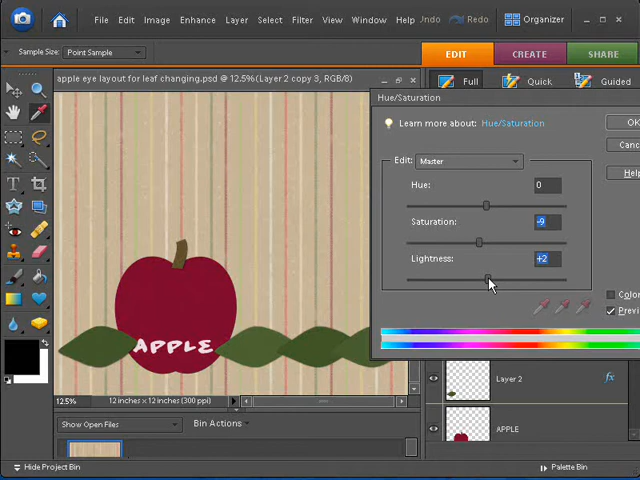 File Edit Image Enhance Layer Select Filter View Window Help Undo Redo Organizer
Sample Size: Point Sample
EDIT CREATE SHARE
apple eye layout for leaf changing.psd @ 12.5%(Layer 2 copy 3, RGB/8)
Full Quick Guided
Hue/Saturation
Learn more about: Hue/Saturation
OK
Canc
Help
Edit: Master
Hue: 0
Saturation: -9
Lightness: +2
Color
Previ
APPLE
Layer 2 fx
APPLE
12.5% 12 inches x 12 inches (300 ppi)
Show Open Files Bin Actions
Hide Project Bin Palette Bin